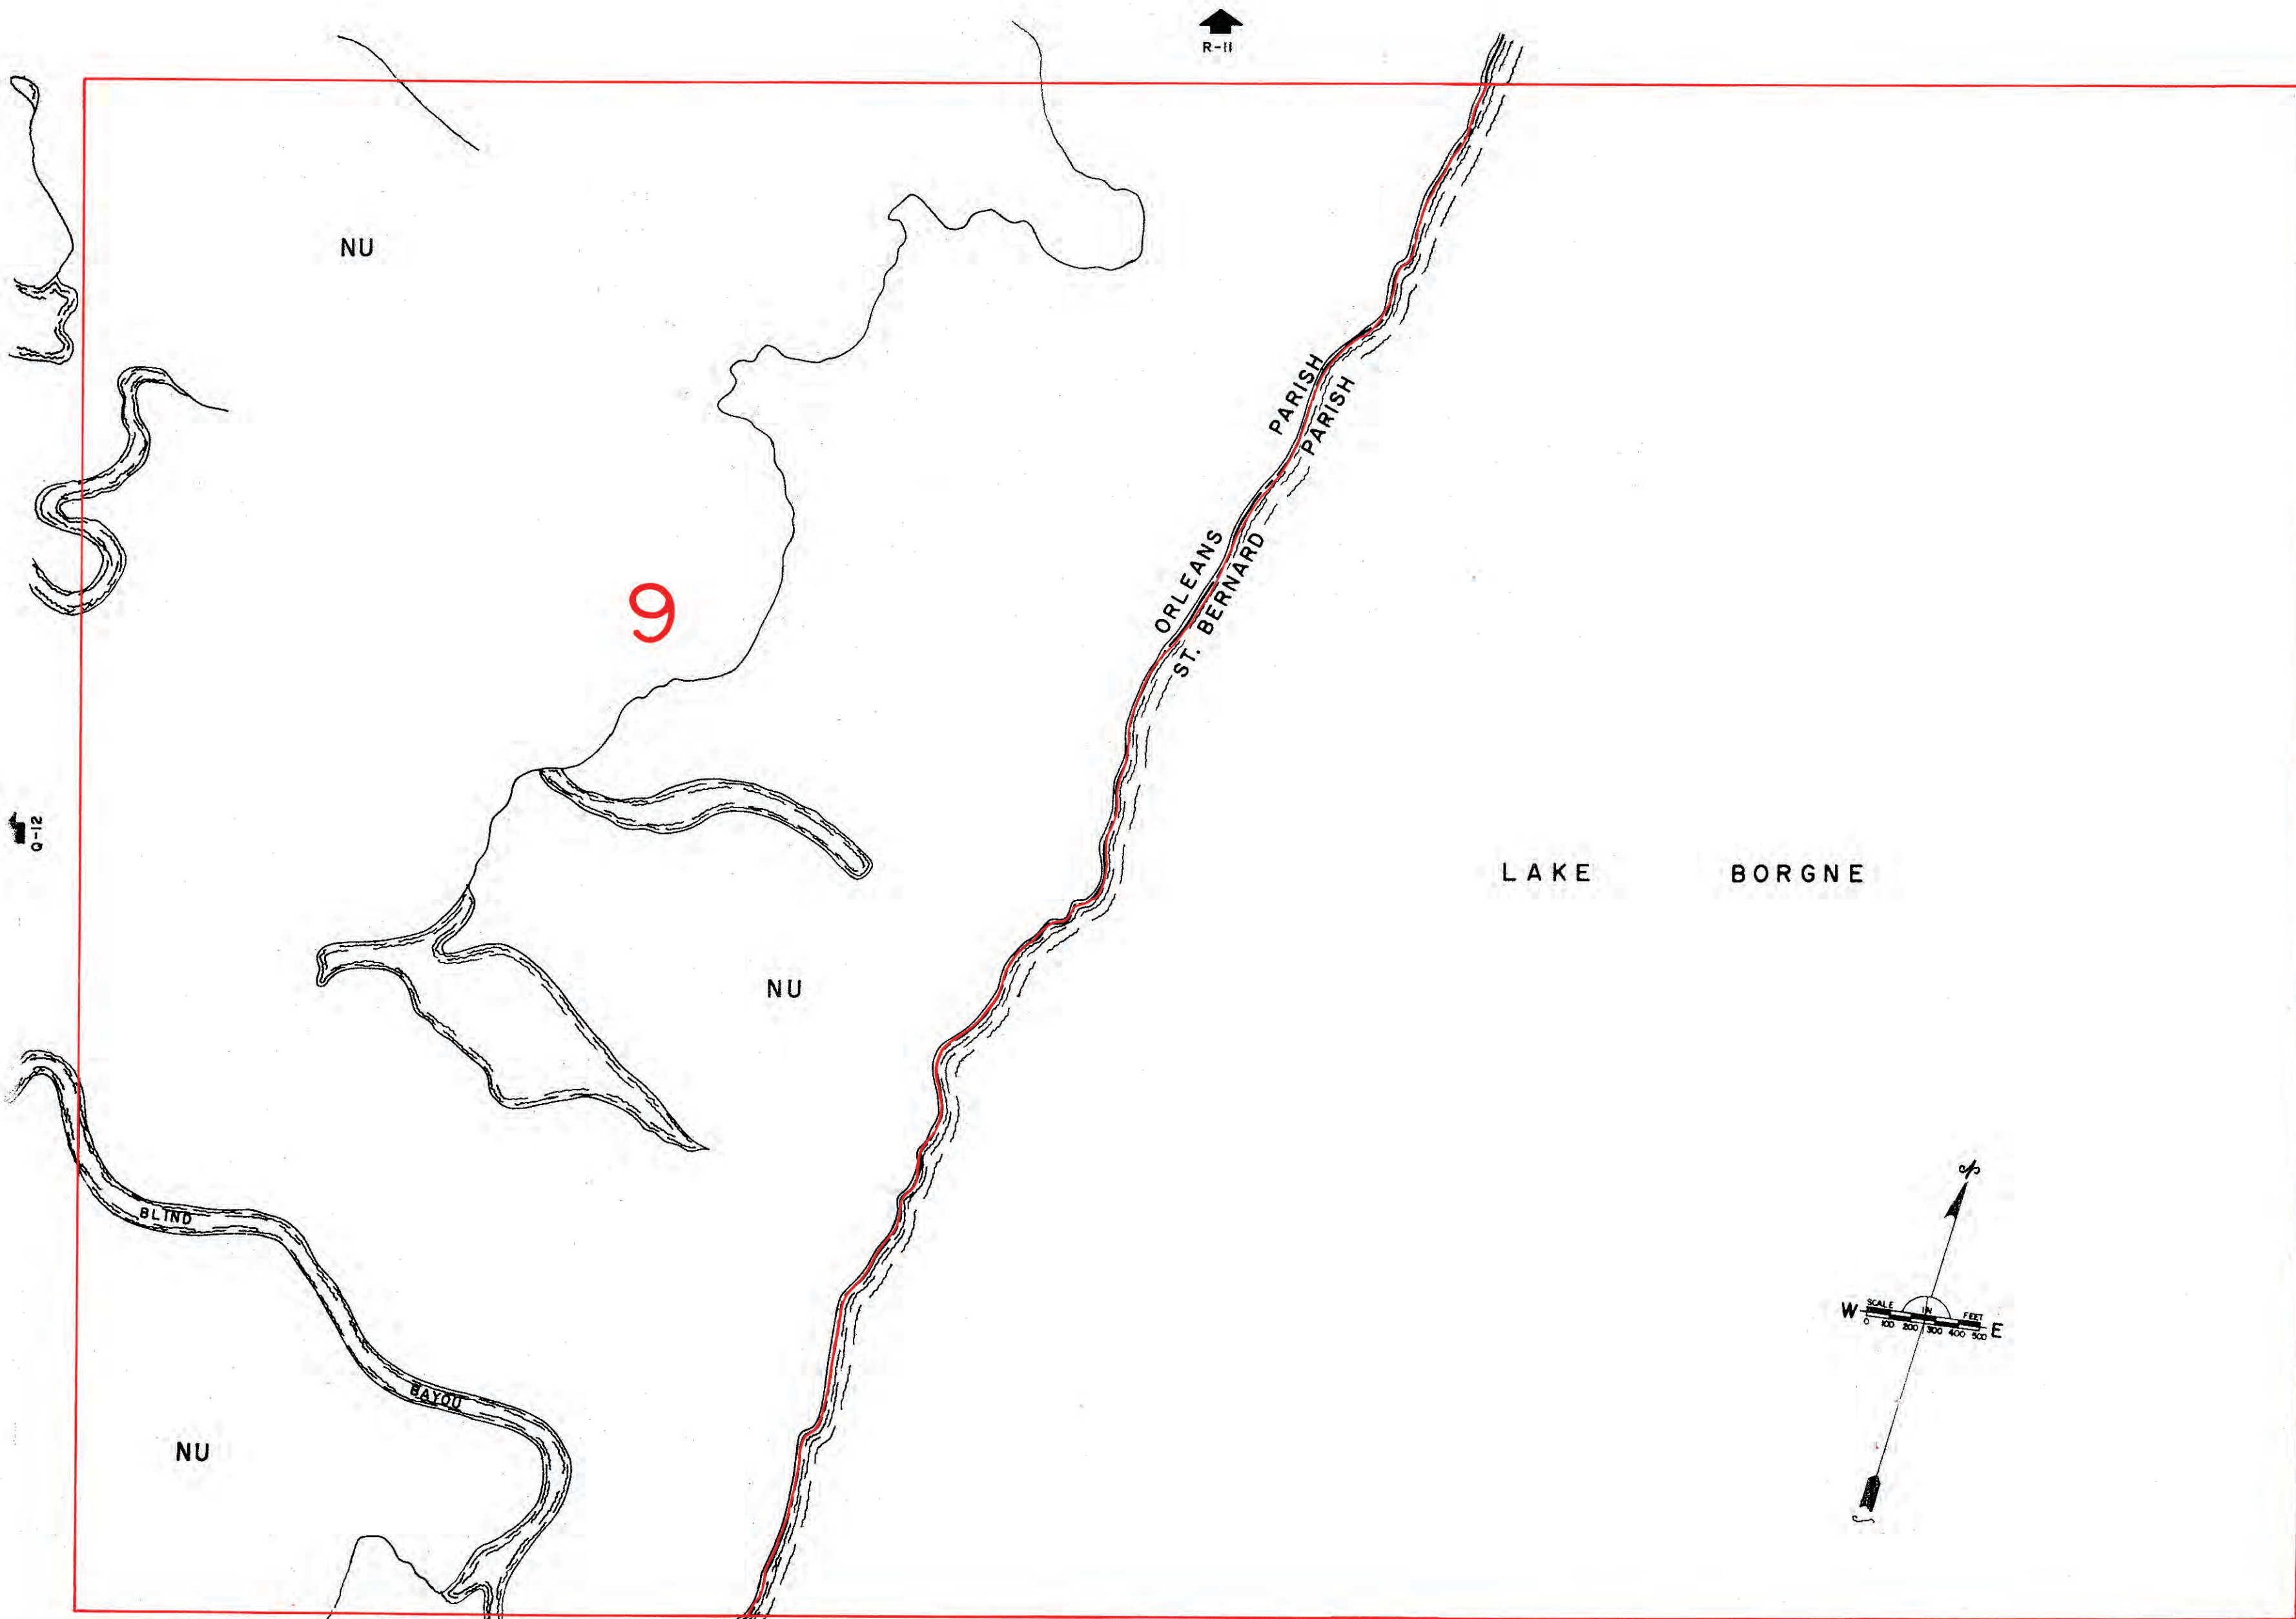 R-11
NU
PARISH
PARISH
ORLEANS
ST. BERNARD
9
Q-12
LAKE BORGNE
NU
BLIND
BAYOU
NU
N
W
SCALE IN FEET
0 100 200 300 400 500
E
S